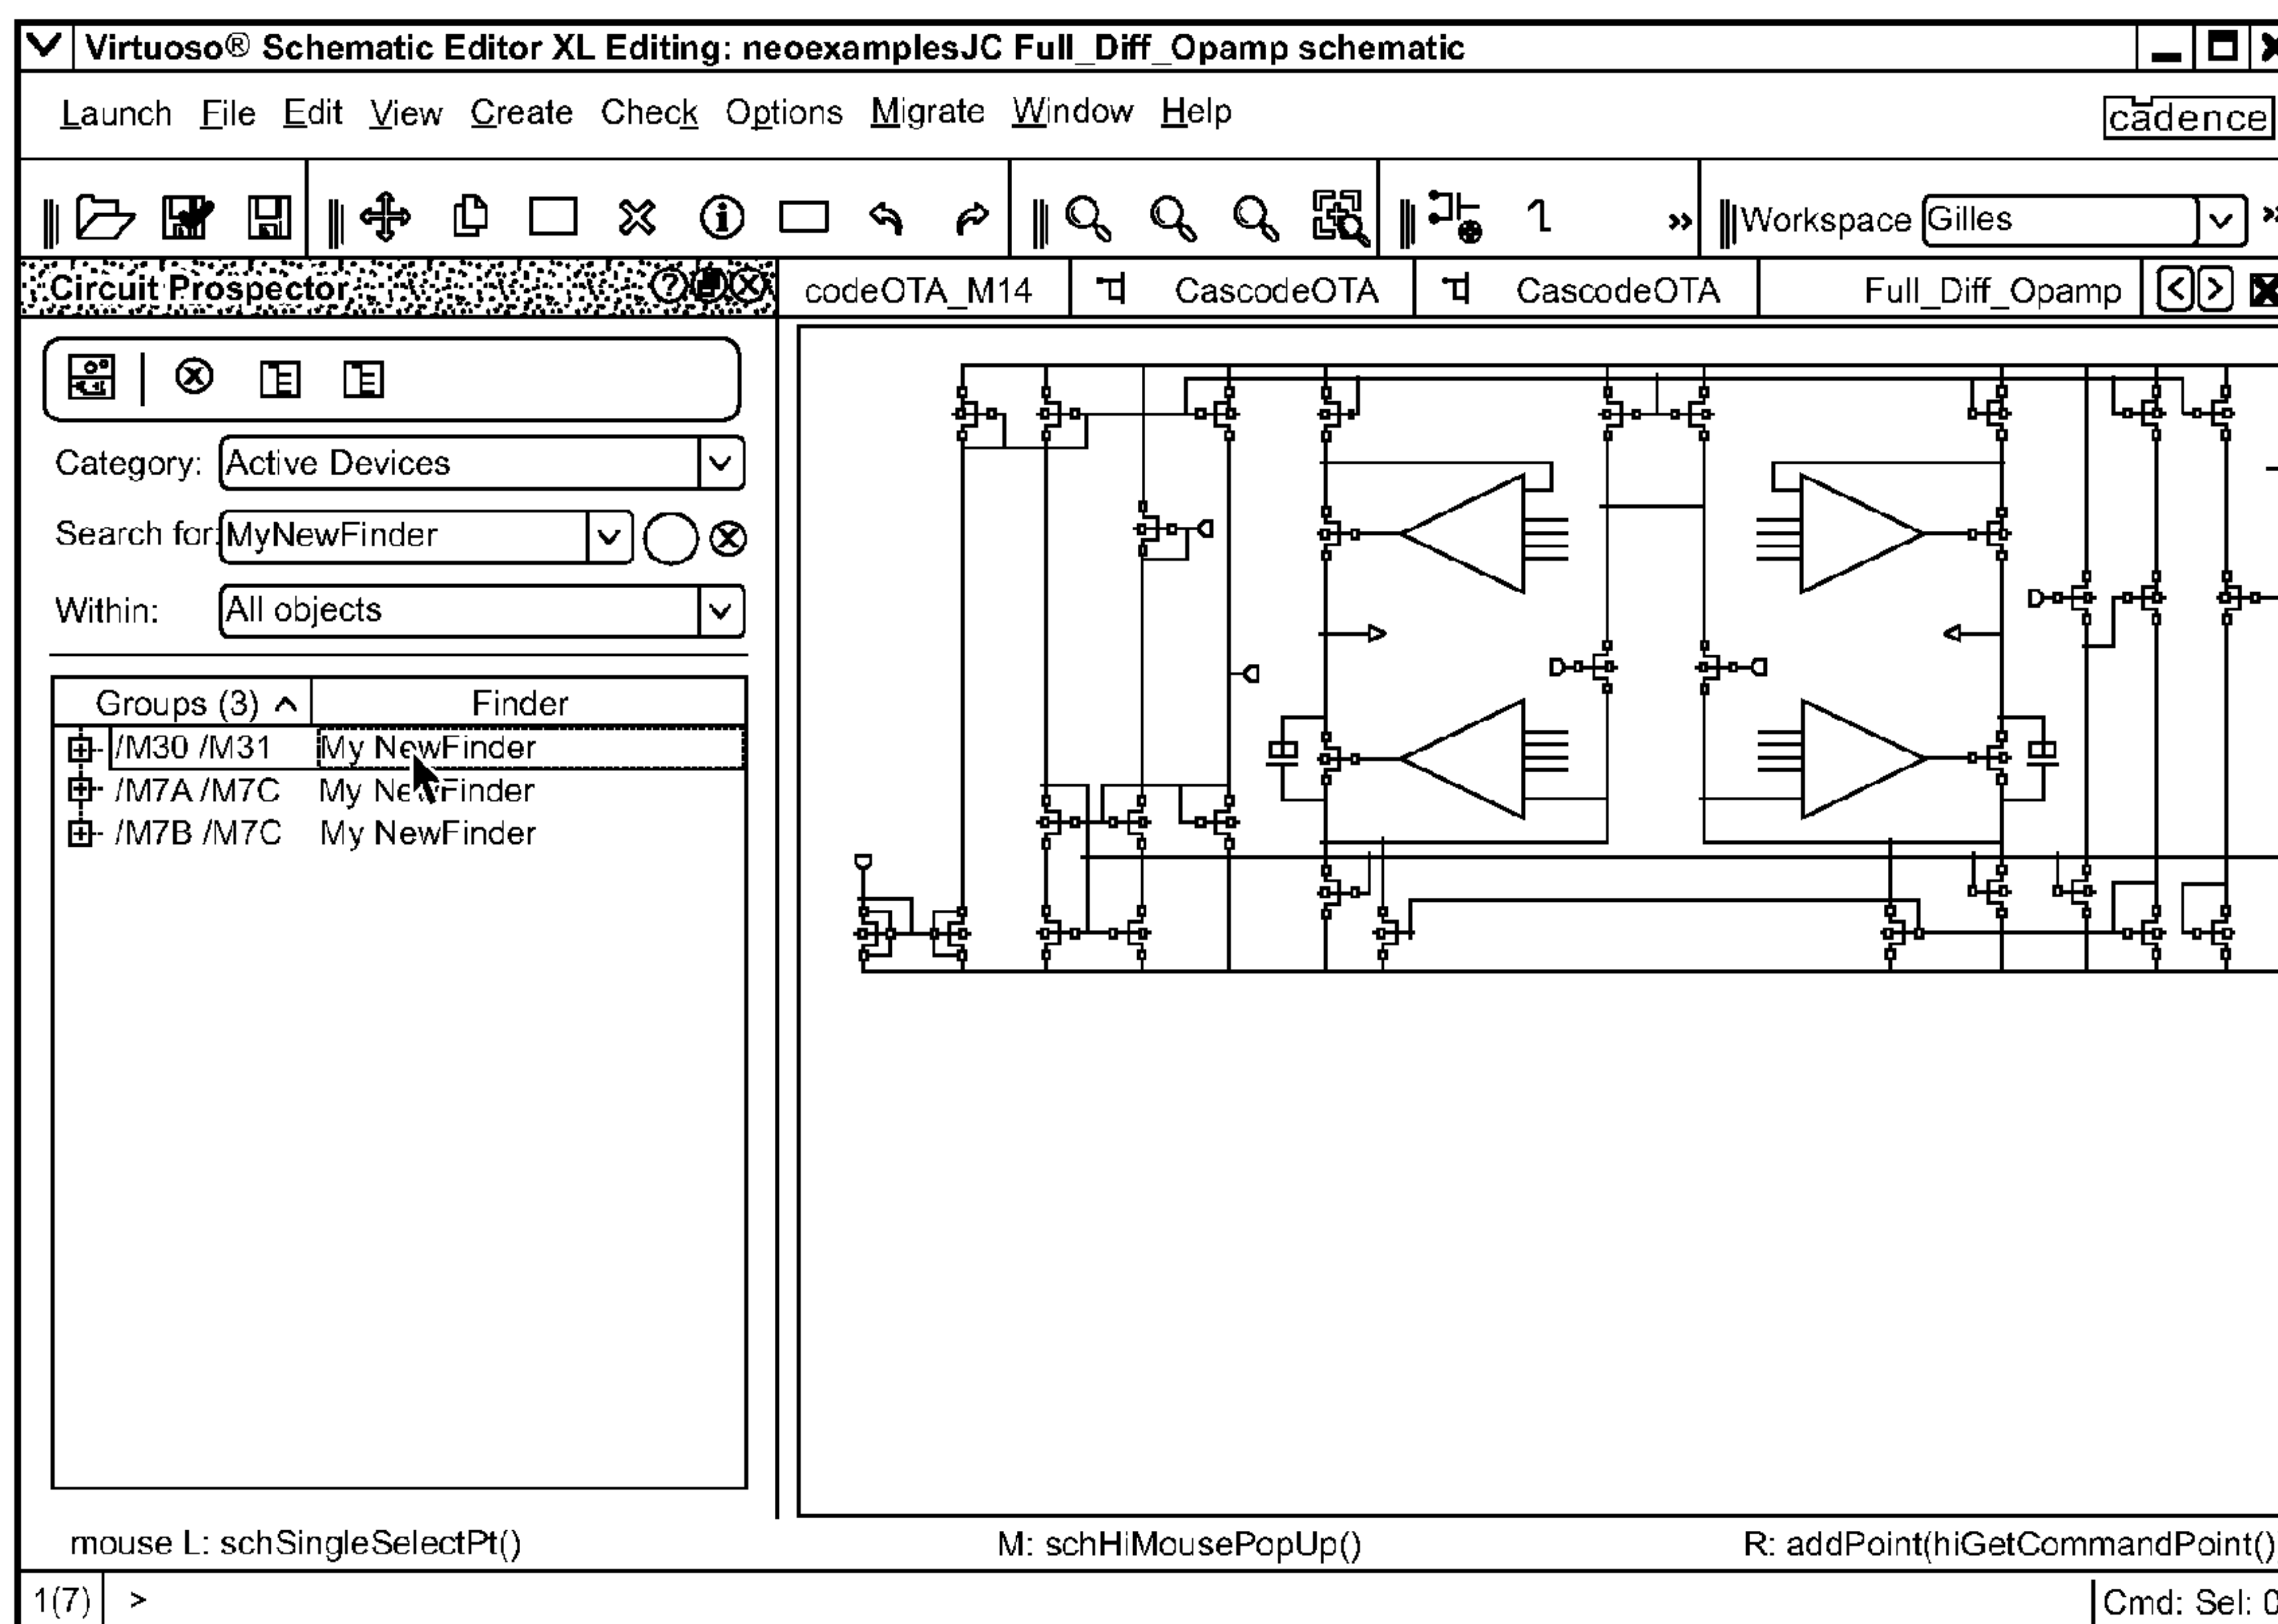 Virtuoso® Schematic Editor XL Editing: neoexamplesJC Full_Diff_Opamp schematic
Launch File Edit View Create Check Options Migrate Window Help
cādence
Workspace Gilles
Circuit Prospector
codeOTA_M14 CascodeOTA CascodeOTA Full_Diff_Opamp
Category: Active Devices
Search for: MyNewFinder
Within: All objects
Groups (3) Finder
/M30 /M31 My NewFinder
/M7A /M7C My NewFinder
/M7B /M7C My NewFinder
mouse L: schSingleSelectPt() M: schHiMousePopUp() R: addPoint(hiGetCommandPoint()
1(7) > Cmd: Sel: 0